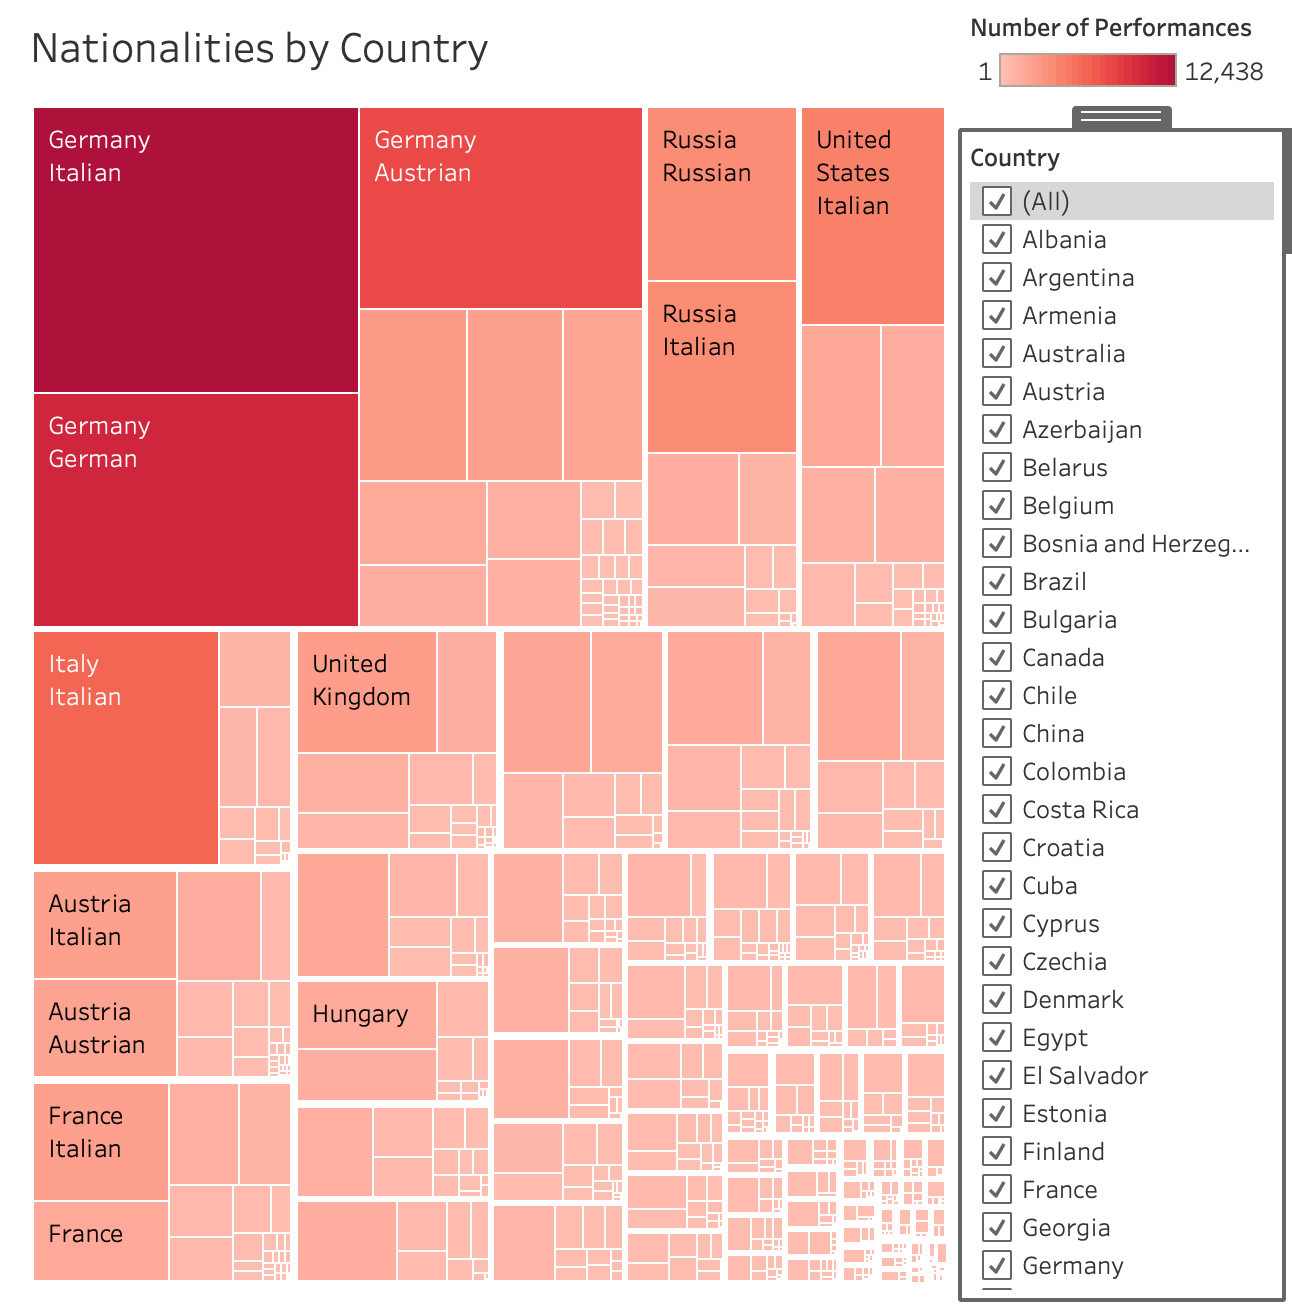 Nationalities by Country
Number of Performances
1
12,438
Germany
Italian
Germany
Austrian
Russia
Russian
United
States
Italian
Russia
Italian
Germany
German
Italy
Italian
United
Kingdom
Austria
Italian
Austria
Austrian
Hungary
France
Italian
France
Country
(All)
Albania
Argentina
Armenia
Australia
Austria
Azerbaijan
Belarus
Belgium
Bosnia and Herzeg...
Brazil
Bulgaria
Canada
Chile
China
Colombia
Costa Rica
Croatia
Cuba
Cyprus
Czechia
Denmark
Egypt
El Salvador
Estonia
Finland
France
Georgia
Germany